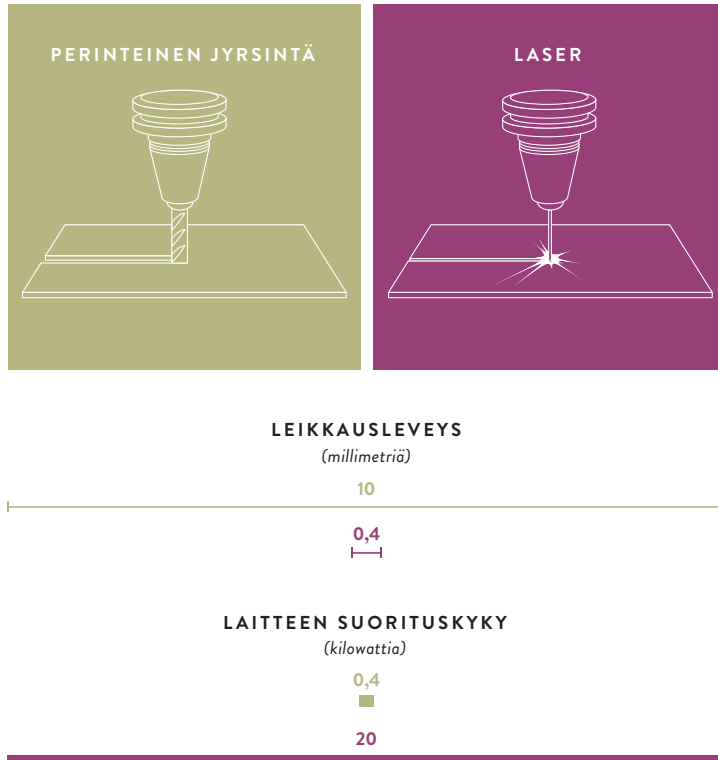 PERINTEINEN JYRSINTÄ
LASER
LEIKKAUSLEVEYS
(millimetriä)
10
0,4
LAITTEEN SUORITUSKYKY
(kilowattia)
0,4
20